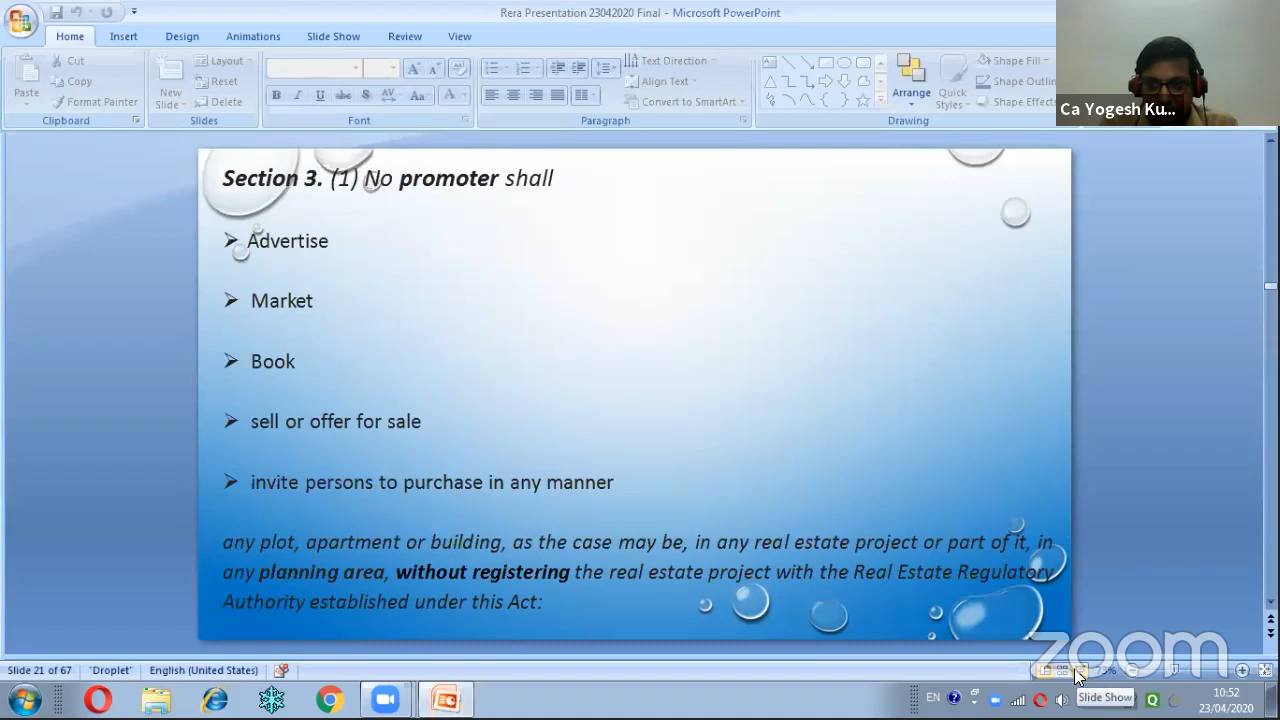 Rera Presentation 23042020 Final - Microsoft PowerPoint
Home Insert Design Animations Slide Show Review View
Cut
Copy
Format Painter
Paste
Clipboard
New Slide
Layout
Reset
Delete
Slides
B I U abc S AV Aa A
Font
Paragraph
Text Direction
Align Text
Convert to SmartArt
Arrange
Quick Styles
Shape Fill
Shape Outli
Shape Effects
Drawing
Ca Yogesh Ku...
Section 3. (1) No promoter shall
Advertise
Market
Book
sell or offer for sale
invite persons to purchase in any manner
any plot, apartment or building, as the case may be, in any real estate project or part of it, in
any planning area, without registering the real estate project with the Real Estate Regulatory
Authority established under this Act:
zoom
Slide 21 of 67 "Droplet" English (United States)
Slide Show
EN
10:52
23/04/2020